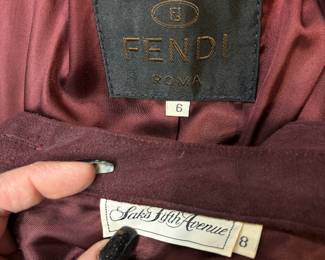 FENDI
ROMA
6
Saks Fifth Avenue
8